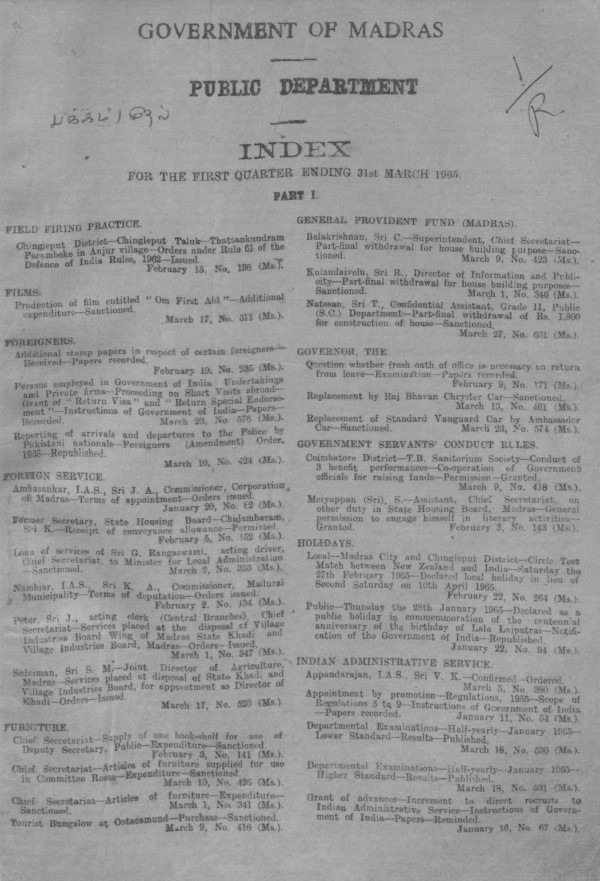 GOVERNMENT OF MADRAS
PUBLIC DEPARTMENT
INDEX
FOR THE FIRST QUARTER ENDING 31st MARCH 1965.
PART I.
FIELD FIRING PRACTICE.
Chingleput District—Chingleput Taluk—Thattankundram
Poramboke in Anjur village—Orders under Rule 61 of the
Defence of India Rules, 1962—Issued.
February 15, No. 196 (Ms.).
FILMS.
Production of film entitled "Om First Aid"—Additional
expenditure—Sanctioned.
March 17, No. 511 (Ms.).
FOREIGNERS.
Additional stamp papers in respect of certain foreigners—
Received—Papers recorded.
February 19, No. 235 (Ms.).
Persons employed in Government of India Undertakings
and Private firms—Proceeding on Short Visits abroad—
Grant of "Return Visa" and "Return Special Endorse-
ment"—Instructions of Government of India—Papers—
Recorded. March 23, No. 576 (Ms.).
Reporting of arrivals and departures to the Police by
Pakistani nationals—Foreigners (Amendment) Order,
1965—Republished.
March 10, No. 424 (Ms.).
FOREIGN SERVICE.
Ambasankar, I.A.S., Sri J. A., Commissioner, Corporation
of Madras—Terms of appointment—Orders issued.
January 20, No. 82 (Ms.).
Former Secretary, State Housing Board—Chidambaram,
Sri K.—Receipt of conveyance allowance—Permitted.
February 5, No. 152 (Ms.).
Loan of services of Sri G. Rangaswami, acting driver,
Chief Secretariat, to Minister for Local Administration
—Sanctioned. March 2, No. 353 (Ms.).
Nambiar, I.A.S., Sri K. A., Commissioner, Madurai
Municipality—Terms of deputation—Orders issued.
February 2, No. 134 (Ms.).
Peter, Sri J., acting clerk (Central Branches), Chief
Secretariat—Services placed at the disposal of Village
Industries Board Wing of Madras State Khadi and
Village Industries Board, Madras—Orders—Issued.
March 1, No. 347 (Ms.).
Sulaiman, Sri S. M.—Joint Director of Agriculture,
Madras—Services placed at disposal of State Khadi and
Village Industries Board, for appointment as Director of
Khadi—Orders—Issued.
March 17, No. 520 (Ms.).
FURNITURE.
Chief Secretariat—Supply of one book-shelf for use of
Deputy Secretary, Public—Expenditure—Sanctioned.
February 3, No. 141 (Ms.).
Chief Secretariat—Articles of furniture supplied for use
in Committee Room—Expenditure—Sanctioned
March 10, No. 426 (Ms.).
Chief Secretariat—Articles of furniture—Expenditure—
Sanctioned. March 1, No. 341 (Ms.).
Tourist Bungalow at Ootacamund—Purchase—Sanctioned.
March 9, No. 416 (Ms.).
GENERAL PROVIDENT FUND (MADRAS).
Balakrishnan, Sri C.—Superintendent, Chief Secretariat—
Part-final withdrawal for house building purpose—Sanc-
tioned. March 9, No. 423 (Ms.).
Kulandaivelu, Sri R., Director of Information and Publi-
city—Part-final withdrawal for house building purposes—
Sanctioned. March 1, No. 346 (Ms.).
Natesan, Sri T., Confidential Assistant, Grade II, Public
(S.C.) Department—Part-final withdrawal of Rs. 1,800
for construction of house—Sanctioned.
March 27, No. 631 (Ms.).
GOVERNOR, THE
Question whether fresh oath of office is necessary on return
from leave—Examination—Papers recorded.
February 9, No. 171 (Ms.).
Replacement by Raj Bhavan Chrysler Car—Sanctioned.
March 13, No. 461 (Ms.).
Replacement of Standard Vanguard Car by Ambassador
Car—Sanctioned. March 23, No. 574 (Ms.).
GOVERNMENT SERVANTS' CONDUCT RULES.
Coimbatore District—T.B. Sanitorium Society—Conduct of
3 benefit performances—Co-operation of Government
officials for raising funds—Permission—Granted.
March 9, No. 418 (Ms.).
Meiyappan (Sri), S.—Assistant, Chief Secretariat, on
other duty in State Housing Board, Madras—General
permission to engage himself in literary activities—
Granted. February 3, No. 143 (Ms.).
HOLIDAYS.
Local—Madras City and Chingleput District—Circle Test
Match between New Zealand and India—Saturday the
27th February 1965—Declared local holiday in lieu of
Second Saturday on 10th April 1965.
February 22, No. 264 (Ms.).
Public—Thursday the 28th January 1965—Declared as a
public holiday in commemoration of the centennial
anniversary of the birthday of Lala Lajpatrai—Notifi-
cation of the Government of India—Republished.
January 22, No. 94 (Ms.).
INDIAN ADMINISTRATIVE SERVICE.
Appandarajan, I.A.S., Sri V. K.—Confirmed—Ordered.
March 5, No. 380 (Ms.).
Appointment by promotion—Regulations, 1955—Scope of
Regulations 5 to 9—Instructions of Government of India
—Papers recorded. January 11, No. 54 (Ms.).
Departmental Examinations—Half-yearly—January 1965—
Lower Standard—Results—Published.
March 18, No. 530 (Ms.).
Departmental Examinations—Half-yearly—January 1965—
Higher Standard—Results—Published.
March 18, No. 531 (Ms.).
Grant of advances—Increment to direct recruits to
Indian Administrative Service—Instructions of Govern-
ment of India—Papers—Reminded.
January 16, No. 67 (Ms.).